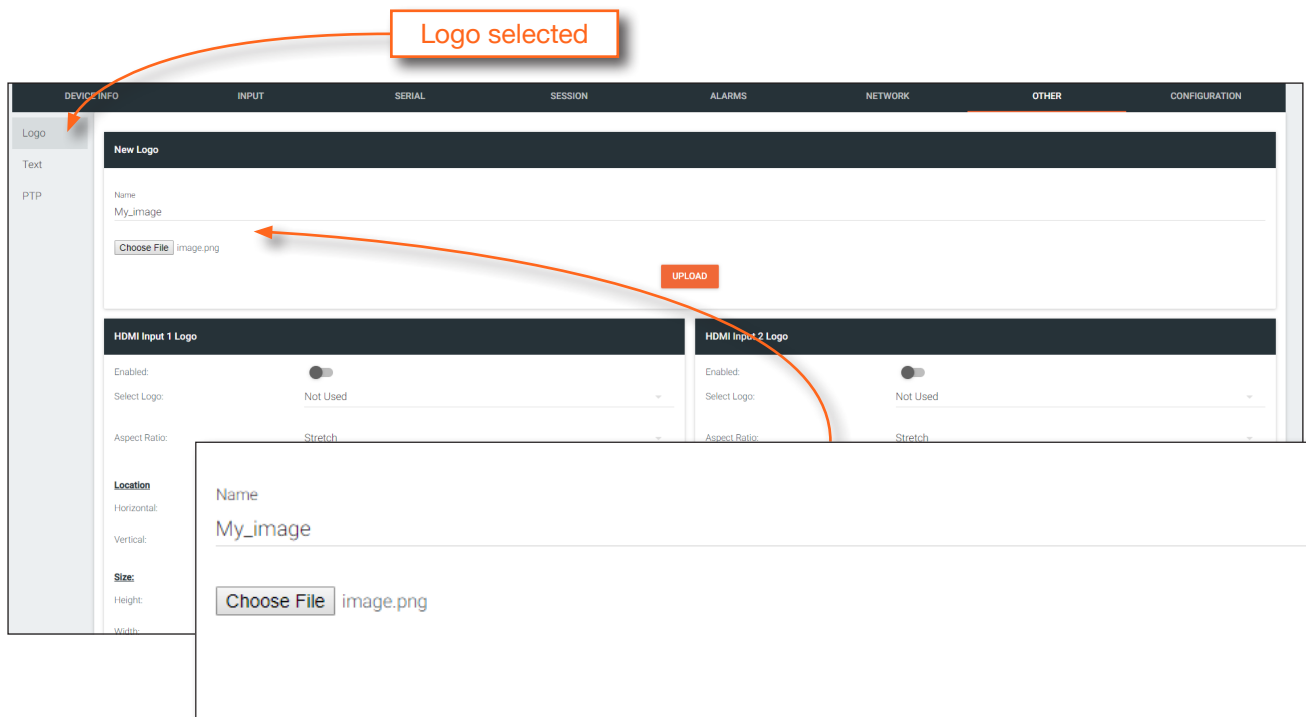 Logo selected
DEVICE INFO INPUT SERIAL SESSION ALARMS NETWORK OTHER CONFIGURATION
Logo
Text
PTP
New Logo
Name
My_image
Choose File image.png
UPLOAD
HDMI Input 1 Logo
Enabled:
Select Logo: Not Used
Aspect Ratio: Stretch
Location
Horizontal:
Vertical:
Size:
Height:
Width:
HDMI Input 2 Logo
Enabled:
Select Logo: Not Used
Aspect Ratio: Stretch
Name
My_image
Choose File image.png